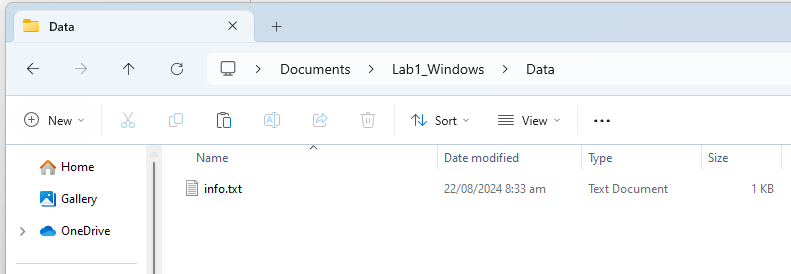 Data
Documents > Lab1_Windows > Data
New Sort View
Name Date modified Type Size
Home
info.txt 22/08/2024 8:33 am Text Document 1 KB
Gallery
OneDrive